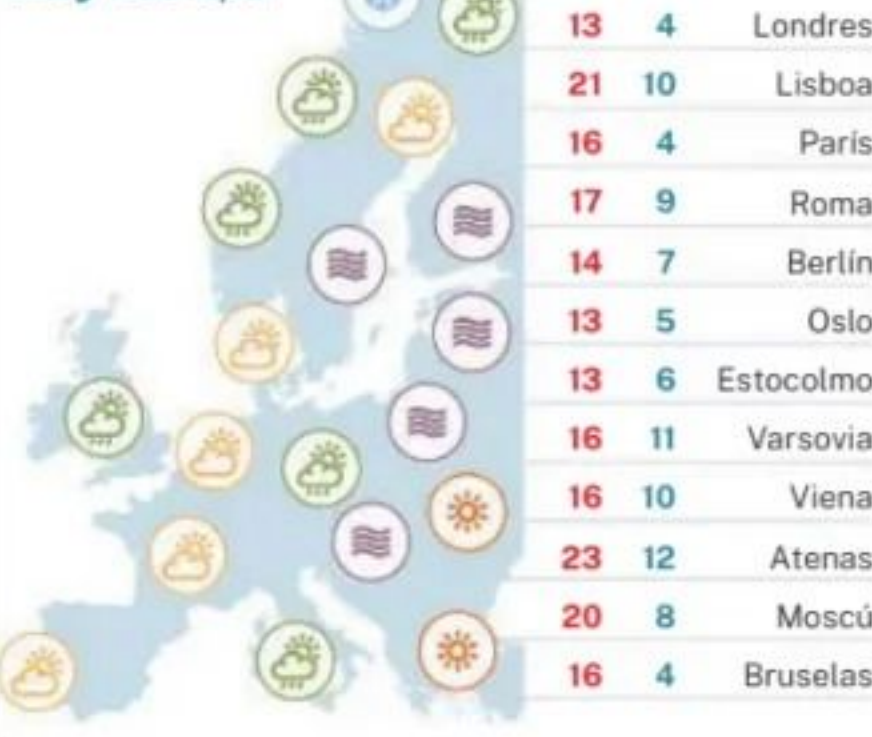 13 4 Londres
21 10 Lisboa
16 4 París
17 9 Roma
14 7 Berlín
13 5 Oslo
13 6 Estocolmo
16 11 Varsovia
16 10 Viena
23 12 Atenas
20 8 Moscú
16 4 Bruselas